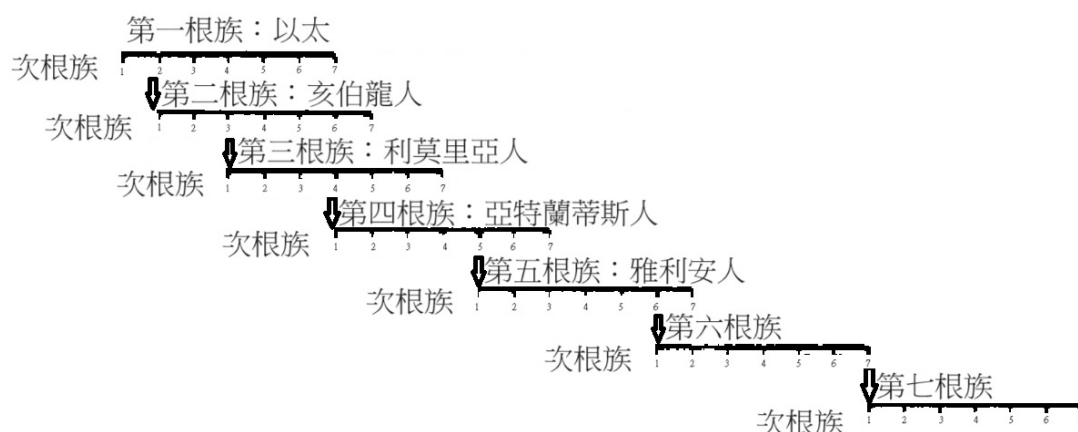 第一根族：以太
次根族 1 2 3 4 5 6 7
第二根族：亥伯龍人
次根族 1 2 3 4 5 6 7
第三根族：利莫里亞人
次根族 1 2 3 4 5 6 7
第四根族：亞特蘭蒂斯人
次根族 1 2 3 4 5 6 7
第五根族：雅利安人
次根族 1 2 3 4 5 6 7
第六根族
次根族 1 2 3 4 5 6 7
第七根族
次根族 1 2 3 4 5 6